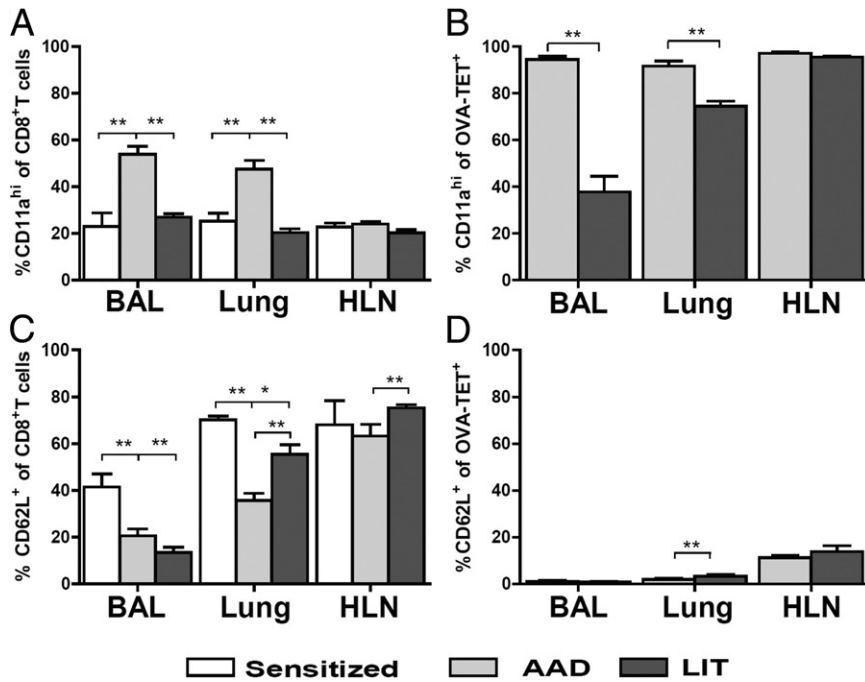 A
%CD11a^hi of CD8⁺T cells
100
80
60
40
20
0
** ** ** **
BAL Lung HLN
B
% CD11a^hi of OVA-TET⁺
100
80
60
40
20
0
** **
BAL Lung HLN
C
% CD62L⁺ of CD8⁺T cells
100
80
60
40
20
0
** ** ** * ** **
BAL Lung HLN
D
%CD62L⁺ of OVA-TET⁺
100
80
60
40
20
0
**
BAL Lung HLN
Sensitized AAD LIT